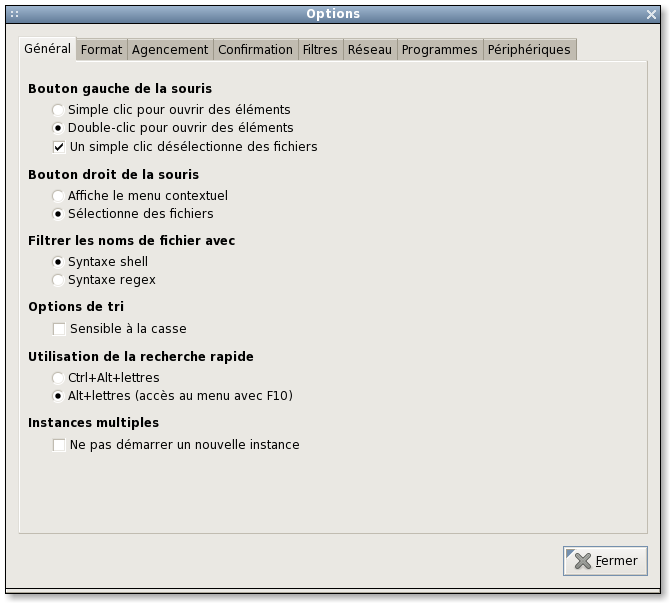 Options
Général Format Agencement Confirmation Filtres Réseau Programmes Périphériques
Bouton gauche de la souris
Simple clic pour ouvrir des éléments
Double-clic pour ouvrir des éléments
Un simple clic désélectionne des fichiers
Bouton droit de la souris
Affiche le menu contextuel
Sélectionne des fichiers
Filtrer les noms de fichier avec
Syntaxe shell
Syntaxe regex
Options de tri
Sensible à la casse
Utilisation de la recherche rapide
Ctrl+Alt+lettres
Alt+lettres (accès au menu avec F10)
Instances multiples
Ne pas démarrer un nouvelle instance
Fermer